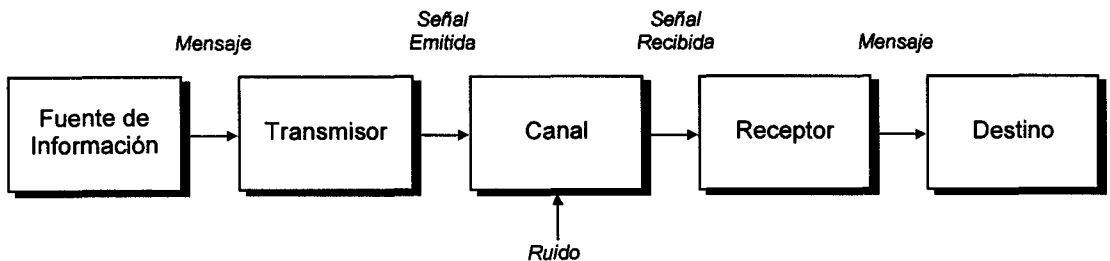 Mensaje
Señal
Emitida
Señal
Recibida
Mensaje
Fuente de
Información
Transmisor
Canal
Receptor
Destino
Ruido